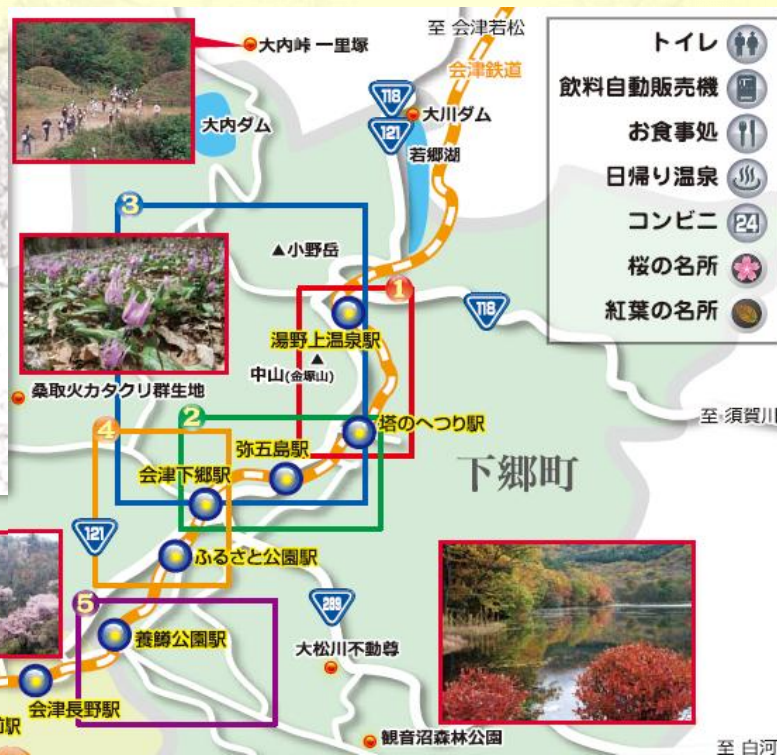 大内峠 一里塚
至 会津若松
会津鉄道
118
121
大川ダム
若郷湖
大内ダム
トイレ
飲料自動販売機
お食事処
日帰り温泉
コンビニ
24
桜の名所
紅葉の名所
3
▲小野岳
1
湯野上温泉駅
118
▲
中山(金塚山)
桑取火カタクリ群生地
至 須賀川
4
2
塔のへつり駅
弥五島駅
会津下郷駅
下郷町
121
ふるさと公園駅
5
289
養鱒公園駅
大松川不動尊
会津長野駅
前駅
観音沼森林公園
至 白河